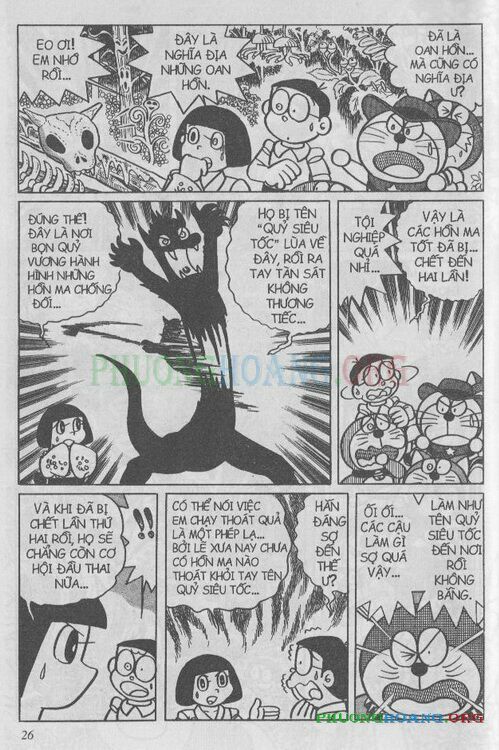 EO ƠI!
EM NHỚ
RỒI...
ĐÂY LÀ
NGHĨA ĐỊA
NHỮNG OAN
HỒN.
ĐÃ LÀ
OAN HỒN...
MÀ CŨNG CÓ
NGHĨA ĐỊA
Ư?
ĐÚNG THẾ!
ĐÂY LÀ NƠI
BỌN QUỶ
VƯƠNG HÀNH
HÌNH NHỮNG
HỒN MA CHỐNG
ĐỐI...
HỌ BỊ TÊN
"QUỶ SIÊU
TỐC" LÙA VỀ
ĐÂY, RỒI RA
TAY TÀN SÁT
KHÔNG
THƯƠNG
TIẾC...
TỘI
NGHIỆP
QUÁ
NHỈ...
VẬY LÀ
CÁC HỒN MA
TỐT ĐÃ BỊ...
CHẾT ĐẾN
HAI LẦN!
PHUONGHOANG.ORG
VÀ KHI ĐÃ BỊ
CHẾT LẦN THỨ
HAI RỒI, HỌ SẼ
CHẲNG CÒN CƠ
HỘI ĐẦU THAI
NỮA...
!!
CÓ THỂ NÓI VIỆC
EM CHẠY THOÁT QUẢ
LÀ MỘT PHÉP LẠ...
BỞI LẼ XƯA NAY CHƯA
CÓ HỒN MA NÀO
THOÁT KHỎI TAY TÊN
QUỶ SIÊU TỐC...
HẮN
ĐÁNG
SỢ
ĐẾN
THẾ
Ư?
ỐI ỐI...
CÁC CẬU
LÀM GÌ
SỢ QUÁ
VẬY...
LÀM NHƯ
TÊN QUỶ
SIÊU TỐC
ĐẾN NƠI
RỒI
KHÔNG
BẰNG.
26
PHUONGHOANG.ORG